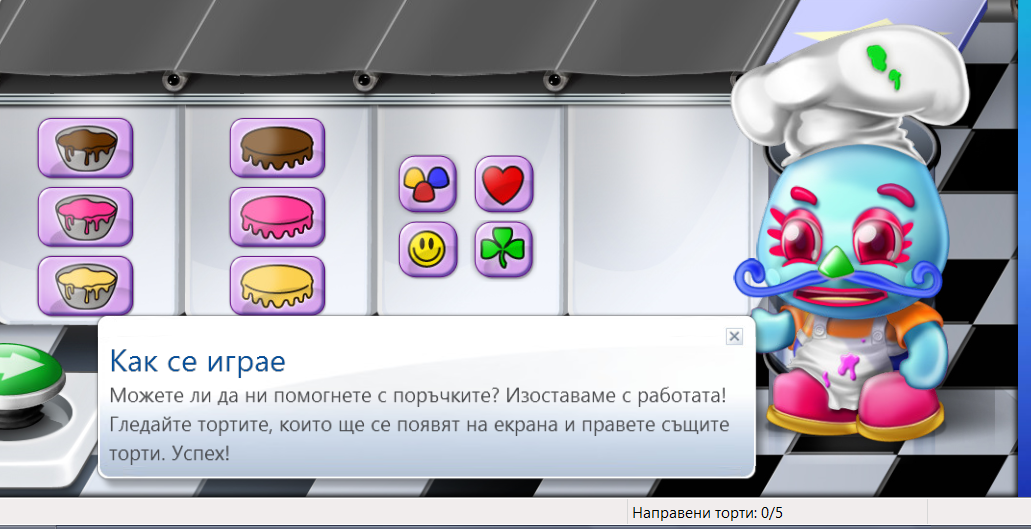 Как се играе
Можете ли да ни помогнете с поръчките? Изоставаме с работата!
Гледайте тортите, които ще се появят на екрана и правете същите
торти. Успех!
Направени торти: 0/5